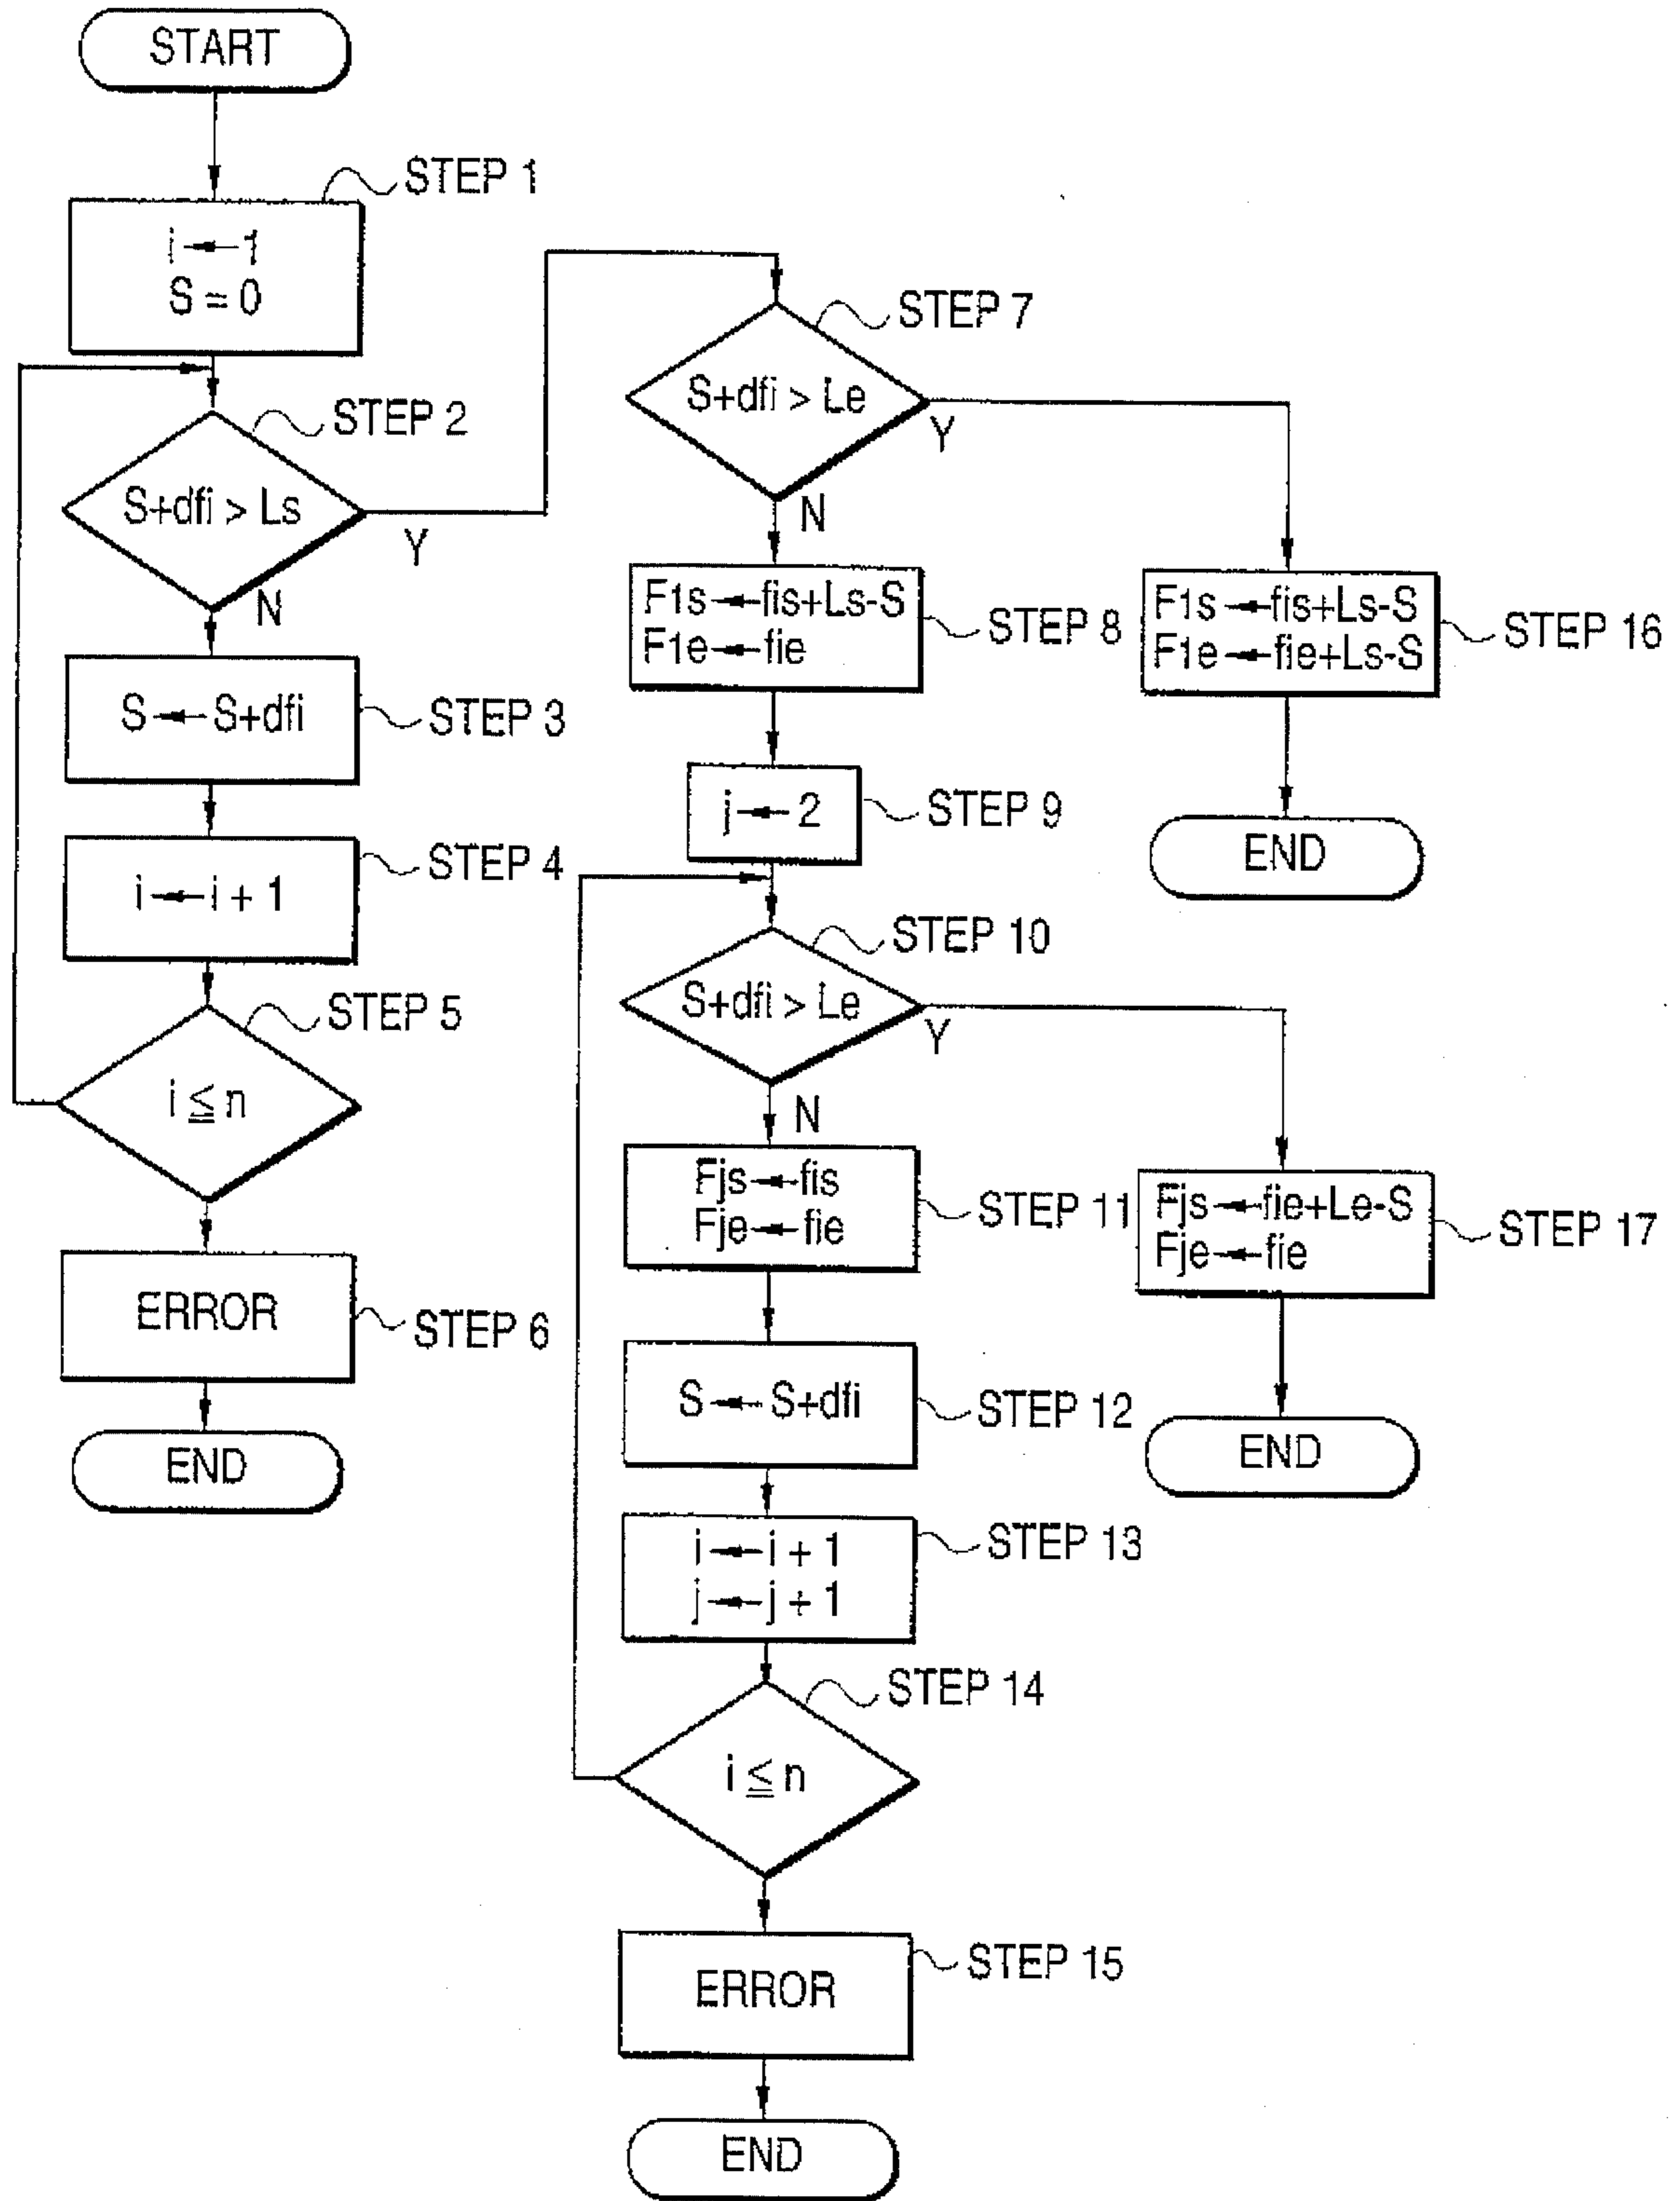 START
STEP 1
i←1
S = 0
STEP 2
S+dfi > Ls
Y
N
STEP 3
S←S+dfi
STEP 4
i←i + 1
STEP 5
i ≦ n
ERROR
STEP 6
END
STEP 7
S+dfi > Le
Y
N
F1s←fis+Ls-S
F1e←fie
STEP 8
F1s←fis+Ls-S
F1e←fie+Ls-S
STEP 16
END
j←2
STEP 9
STEP 10
S+dfi > Le
Y
N
Fjs←fis
Fje←fie
STEP 11
Fjs←fie+Le-S
Fje←fie
STEP 17
END
S←S+dfi
STEP 12
i←i + 1
j←j + 1
STEP 13
STEP 14
i ≦ n
ERROR
STEP 15
END